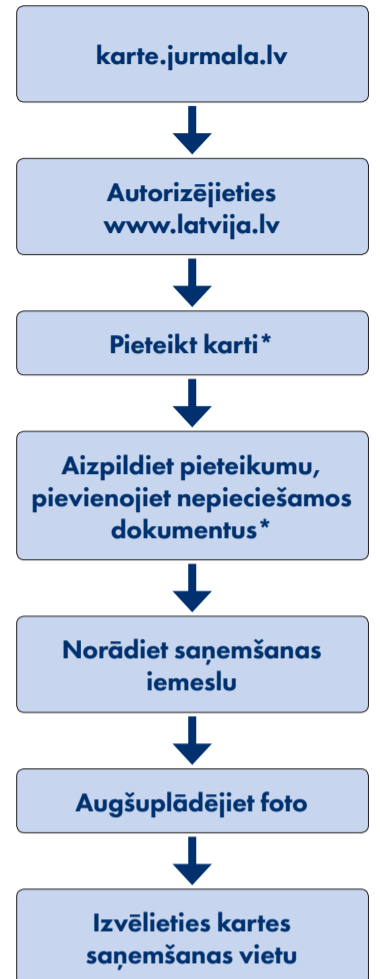 karte.jurmala.lv
Autorizējieties
www.latvija.lv
Pieteikt karti*
Aizpildiet pieteikumu,
pievienojiet nepieciešamos
dokumentus*
Norādiet saņemšanas
iemeslu
Augšuplādējiet foto
Izvēlieties kartes
saņemšanas vietu